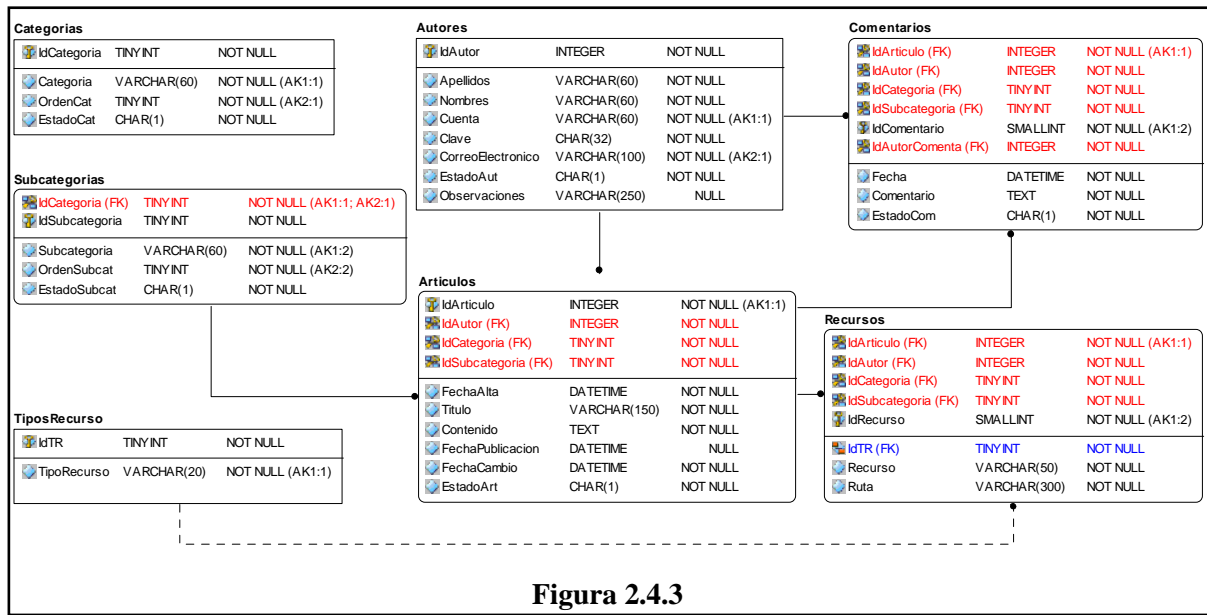 Categorias
IdCategoria TINYINT NOT NULL
Categoria VARCHAR(60) NOT NULL (AK1:1)
OrdenCat TINYINT NOT NULL (AK2:1)
EstadoCat CHAR(1) NOT NULL
Autores
IdAutor INTEGER NOT NULL
Apellidos VARCHAR(60) NOT NULL
Nombres VARCHAR(60) NOT NULL
Cuenta VARCHAR(60) NOT NULL (AK1:1)
Clave CHAR(32) NOT NULL
CorreoElectronico VARCHAR(100) NOT NULL (AK2:1)
EstadoAut CHAR(1) NOT NULL
Observaciones VARCHAR(250) NULL
Comentarios
IdArticulo (FK) INTEGER NOT NULL (AK1:1)
IdAutor (FK) INTEGER NOT NULL
IdCategoria (FK) TINYINT NOT NULL
IdSubcategoria (FK) TINYINT NOT NULL
IdComentario SMALLINT NOT NULL (AK1:2)
IdAutorComenta (FK) INTEGER NOT NULL
Fecha DATETIME NOT NULL
Comentario TEXT NOT NULL
EstadoCom CHAR(1) NOT NULL
Subcategorias
IdCategoria (FK) TINYINT NOT NULL (AK1:1; AK2:1)
IdSubcategoria TINYINT NOT NULL
Subcategoria VARCHAR(60) NOT NULL (AK1:2)
OrdenSubcat TINYINT NOT NULL (AK2:2)
EstadoSubcat CHAR(1) NOT NULL
Articulos
IdArticulo INTEGER NOT NULL (AK1:1)
IdAutor (FK) INTEGER NOT NULL
IdCategoria (FK) TINYINT NOT NULL
IdSubcategoria (FK) TINYINT NOT NULL
FechaAlta DATETIME NOT NULL
Titulo VARCHAR(150) NOT NULL
Contenido TEXT NOT NULL
FechaPublicacion DATETIME NULL
FechaCambio DATETIME NOT NULL
EstadoArt CHAR(1) NOT NULL
Recursos
IdArticulo (FK) INTEGER NOT NULL (AK1:1)
IdAutor (FK) INTEGER NOT NULL
IdCategoria (FK) TINYINT NOT NULL
IdSubcategoria (FK) TINYINT NOT NULL
IdRecurso SMALLINT NOT NULL (AK1:2)
IdTR (FK) TINYINT NOT NULL
Recurso VARCHAR(50) NOT NULL
Ruta VARCHAR(300) NOT NULL
TiposRecurso
IdTR TINYINT NOT NULL
TipoRecurso VARCHAR(20) NOT NULL (AK1:1)
Figura 2.4.3